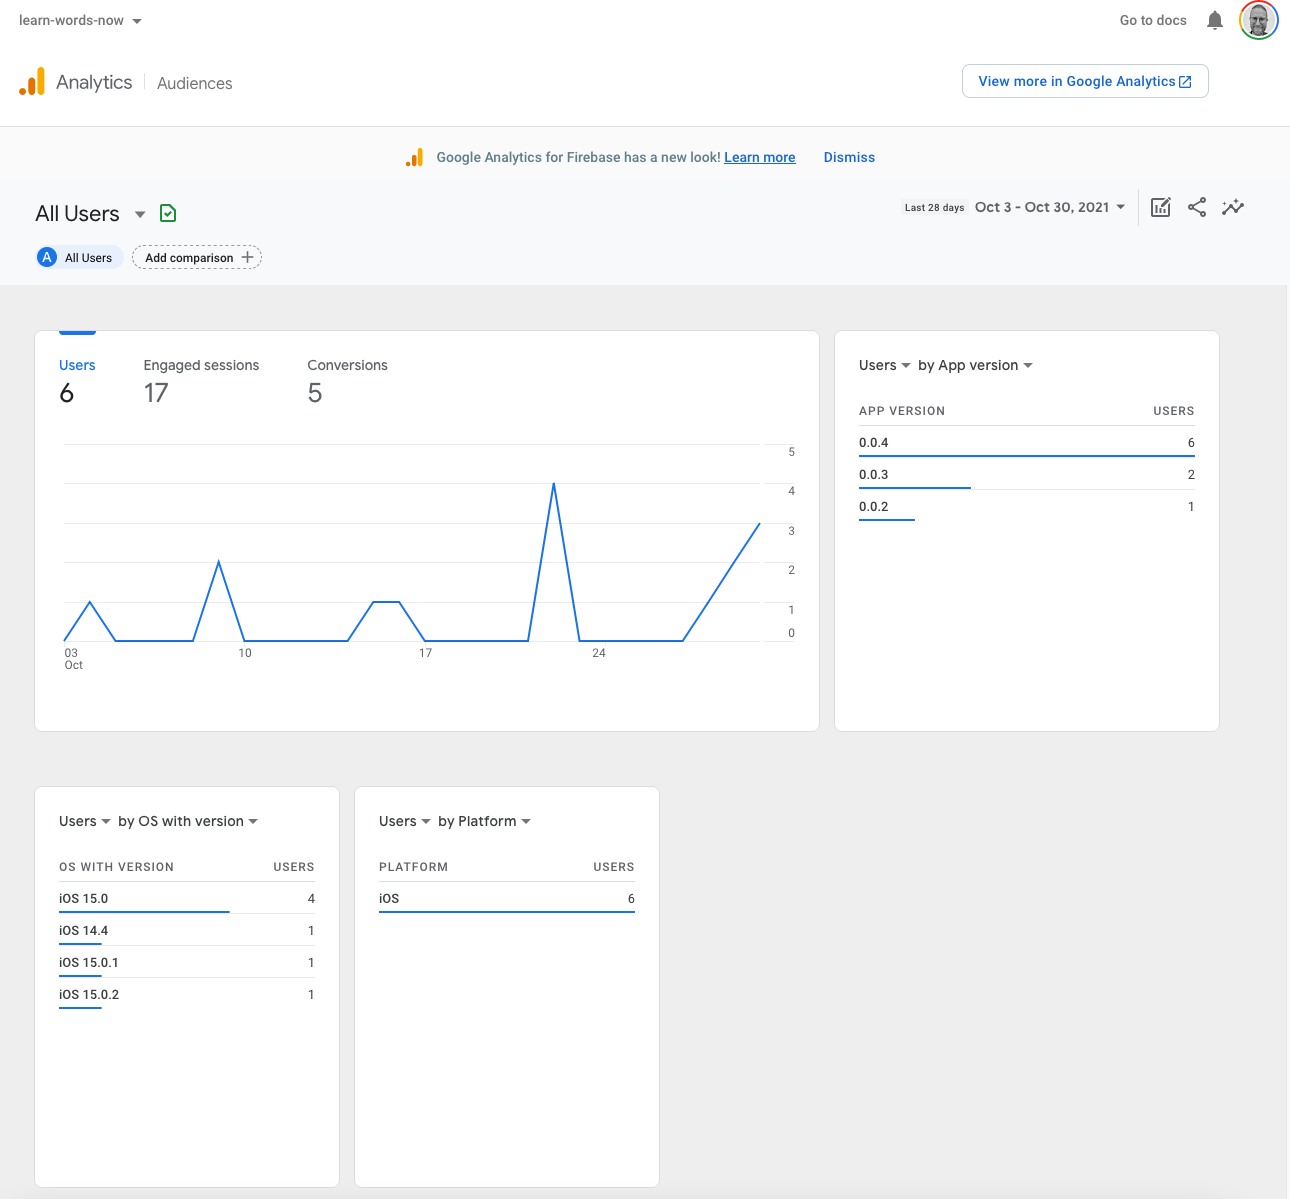 learn-words-now
Go to docs
Analytics
Audiences
View more in Google Analytics
Google Analytics for Firebase has a new look! Learn more
Dismiss
All Users
Last 28 days
Oct 3 - Oct 30, 2021
A
All Users
Add comparison
Users
Engaged sessions
Conversions
6
17
5
5
4
3
2
1
0
03
10
17
24
Oct
Users by App version
APP VERSION USERS
0.0.4 6
0.0.3 2
0.0.2 1
Users by OS with version
OS WITH VERSION USERS
iOS 15.0 4
iOS 14.4 1
iOS 15.0.1 1
iOS 15.0.2 1
Users by Platform
PLATFORM USERS
iOS 6